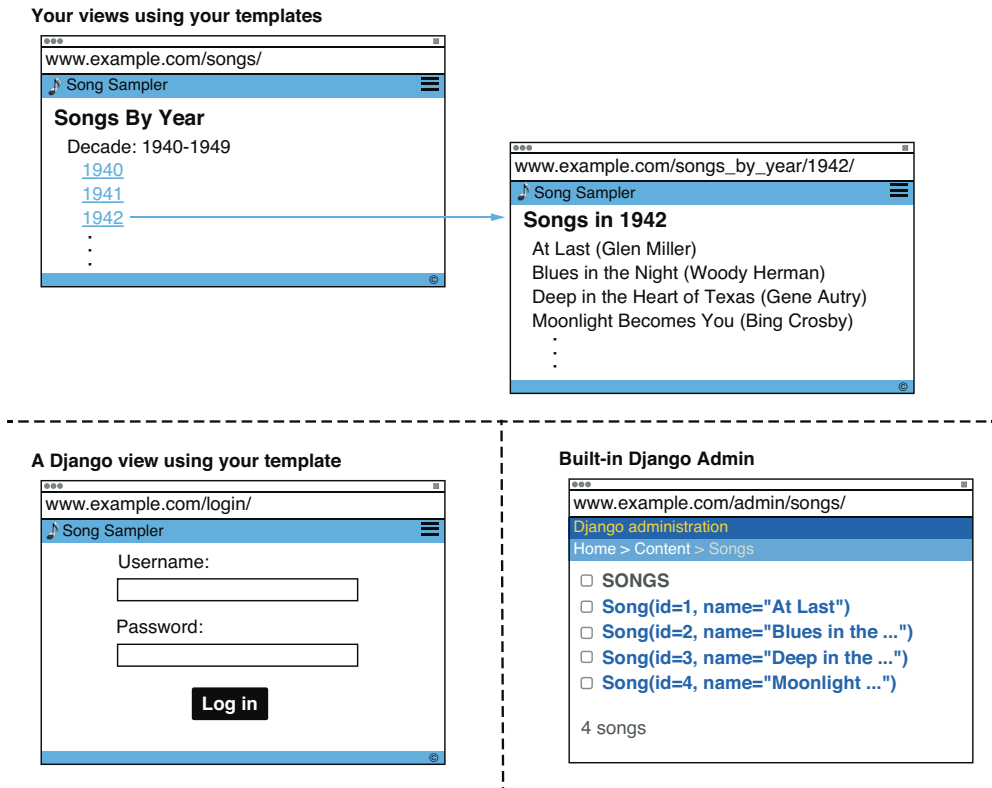 Your views using your templates
www.example.com/songs/
Song Sampler
Songs By Year
Decade: 1940-1949
1940
1941
1942
©
www.example.com/songs_by_year/1942/
Song Sampler
Songs in 1942
At Last (Glen Miller)
Blues in the Night (Woody Herman)
Deep in the Heart of Texas (Gene Autry)
Moonlight Becomes You (Bing Crosby)
©
A Django view using your template
www.example.com/login/
Song Sampler
Username:
Password:
Log in
©
Built-in Django Admin
www.example.com/admin/songs/
Django administration
Home > Content > Songs
SONGS
Song(id=1, name="At Last")
Song(id=2, name="Blues in the ...")
Song(id=3, name="Deep in the ...")
Song(id=4, name="Moonlight ...")
4 songs